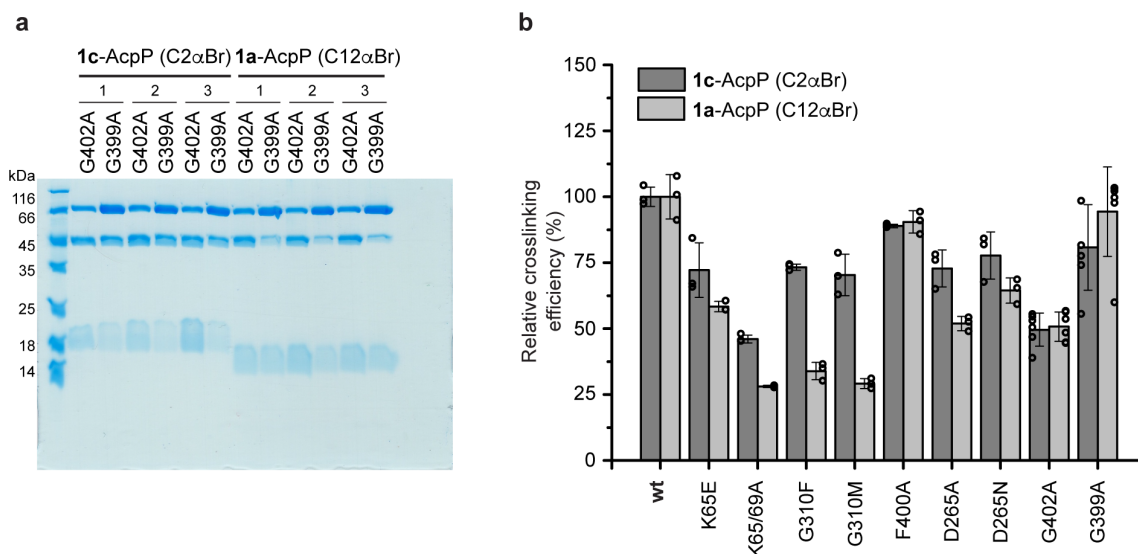 a
1c-AcpP (C2αBr) 1a-AcpP (C12αBr)
1 2 3 1 2 3
G402A G399A G402A G399A G402A G399A G402A G399A G402A G399A G402A G399A
kDa
116
66
45
35
25
18
14
b
150
125
100
75
50
25
0
Relative crosslinking
efficiency (%)
1c-AcpP (C2αBr)
1a-AcpP (C12αBr)
wt K65E K65/69A G310F G310M F400A D265A D265N G402A G399A